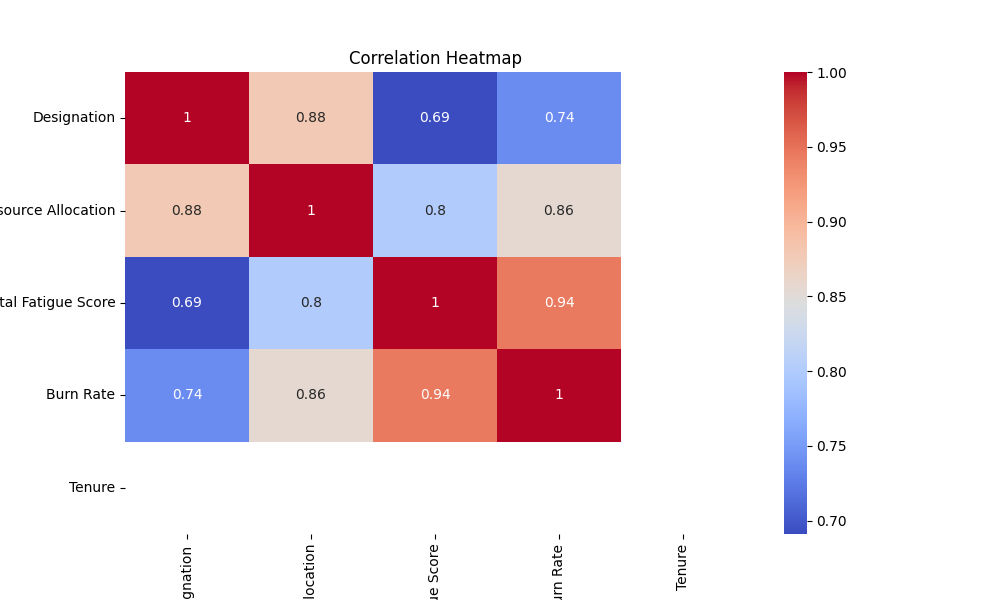 Correlation Heatmap
Designation
1
0.88
0.69
0.74
1.00
source Allocation
0.88
1
0.8
0.86
0.95
tal Fatigue Score
0.69
0.8
1
0.94
0.90
Burn Rate
0.74
0.86
0.94
1
0.85
Tenure
0.80
0.75
0.70
gnation
location
ue Score
urn Rate
Tenure